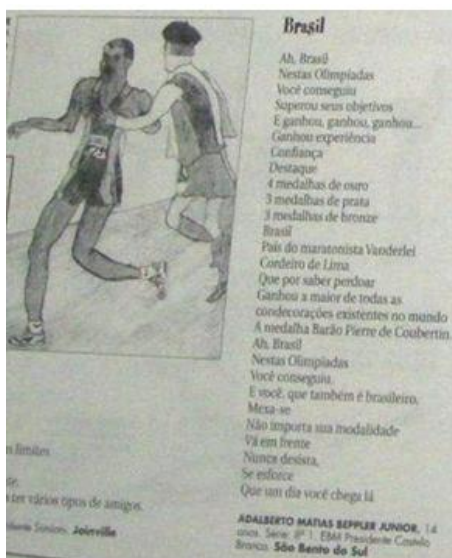 Brasil
Ah, Brasil
Nestas Olimpíadas
Você conseguiu
Superou seus objetivos
E ganhou, ganhou, ganhou...
Ganhou experiência
Confiança
Destaque
4 medalhas de ouro
3 medalhas de prata
3 medalhas de bronze
Brasil
País do maratonista Vanderlei
Cordeiro de Lima
Que por saber perdoar
Ganhou a maior de todas as
condecorações existentes no mundo
A medalha Barão Pierre de Coubertin.
Ah, Brasil
Nestas Olimpíadas
Você conseguiu.
E você, que também é brasileiro,
Mexa-se
Não importa sua modalidade
Vá em frente
Nunca desista,
Se esforce
Que um dia você chega lá
ADALBERTO MATIAS BEPPLER JUNIOR, 14
anos. Série: 8ª 1. EBM Presidente Castelo
Branco. São Bento do Sul
limites
ter vários tipos de amigos.
Joinville